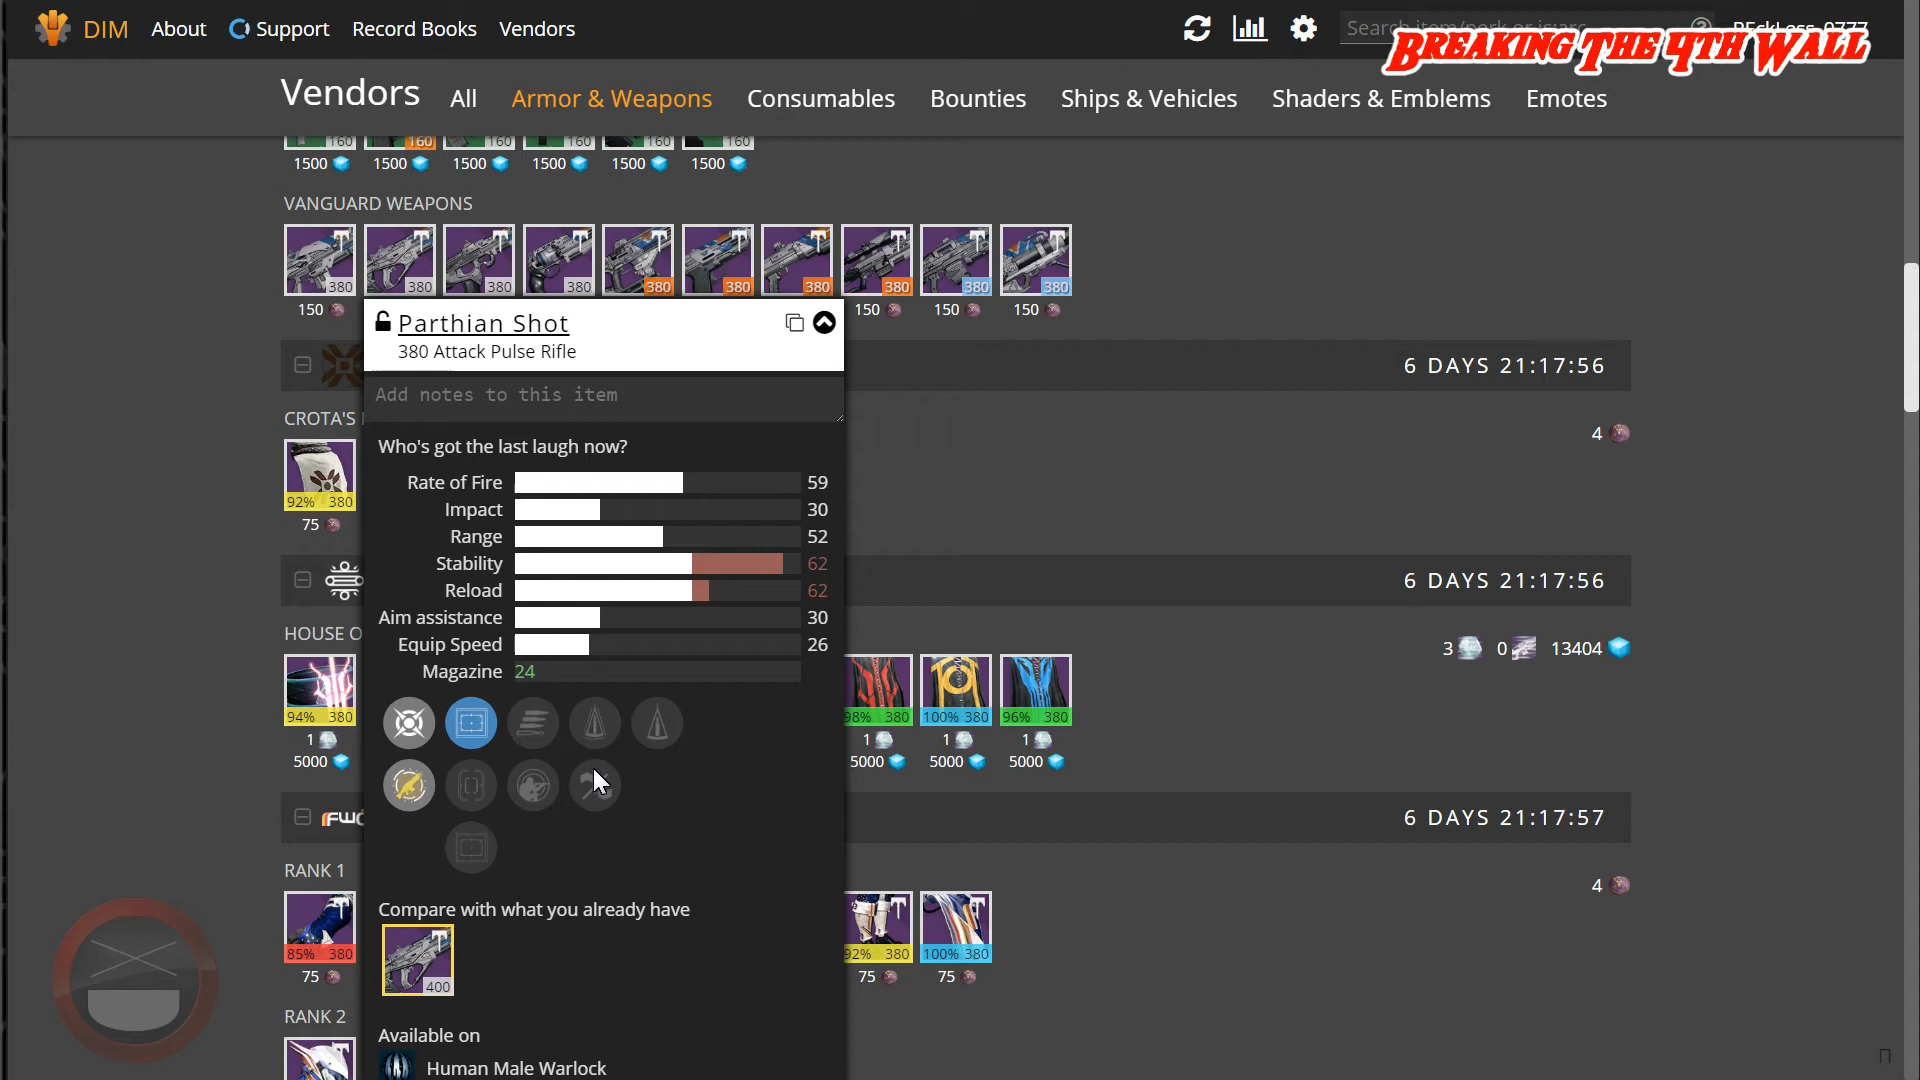 DIM About Support Record Books Vendors
BREAKING THE 4TH WALL
Vendors All Armor & Weapons Consumables Bounties Ships & Vehicles Shaders & Emblems Emotes
160 160 160 160 160 160
1500 1500 1500 1500 1500 1500
VANGUARD WEAPONS
380 380 380 380 380 380 380 380 380 380
150 150 150 150
Parthian Shot
380 Attack Pulse Rifle
6 DAYS 21:17:56
Add notes to this item
CROTA'S
4
Who's got the last laugh now?
Rate of Fire 59
Impact 30
92% 380
Range 52
75
Stability 62
6 DAYS 21:17:56
Reload 62
Aim assistance 30
HOUSE O
Equip Speed 26
3 0 13404
Magazine 24
94% 380 98% 380 100% 380 96% 380
1 1 1 1
5000 5000 5000 5000
FWC
6 DAYS 21:17:57
RANK 1
4
Compare with what you already have
85% 380 92% 380 100% 380
75 75 75
400
RANK 2
Available on
Human Male Warlock